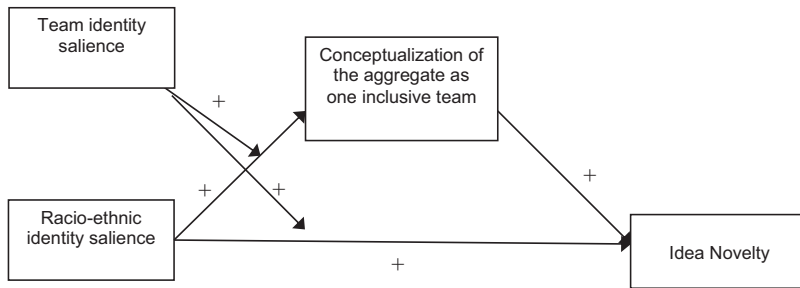 Team identity
salience
Conceptualization of
the aggregate as
one inclusive team
+
+
+
+
Racio-ethnic
identity salience
Idea Novelty
+